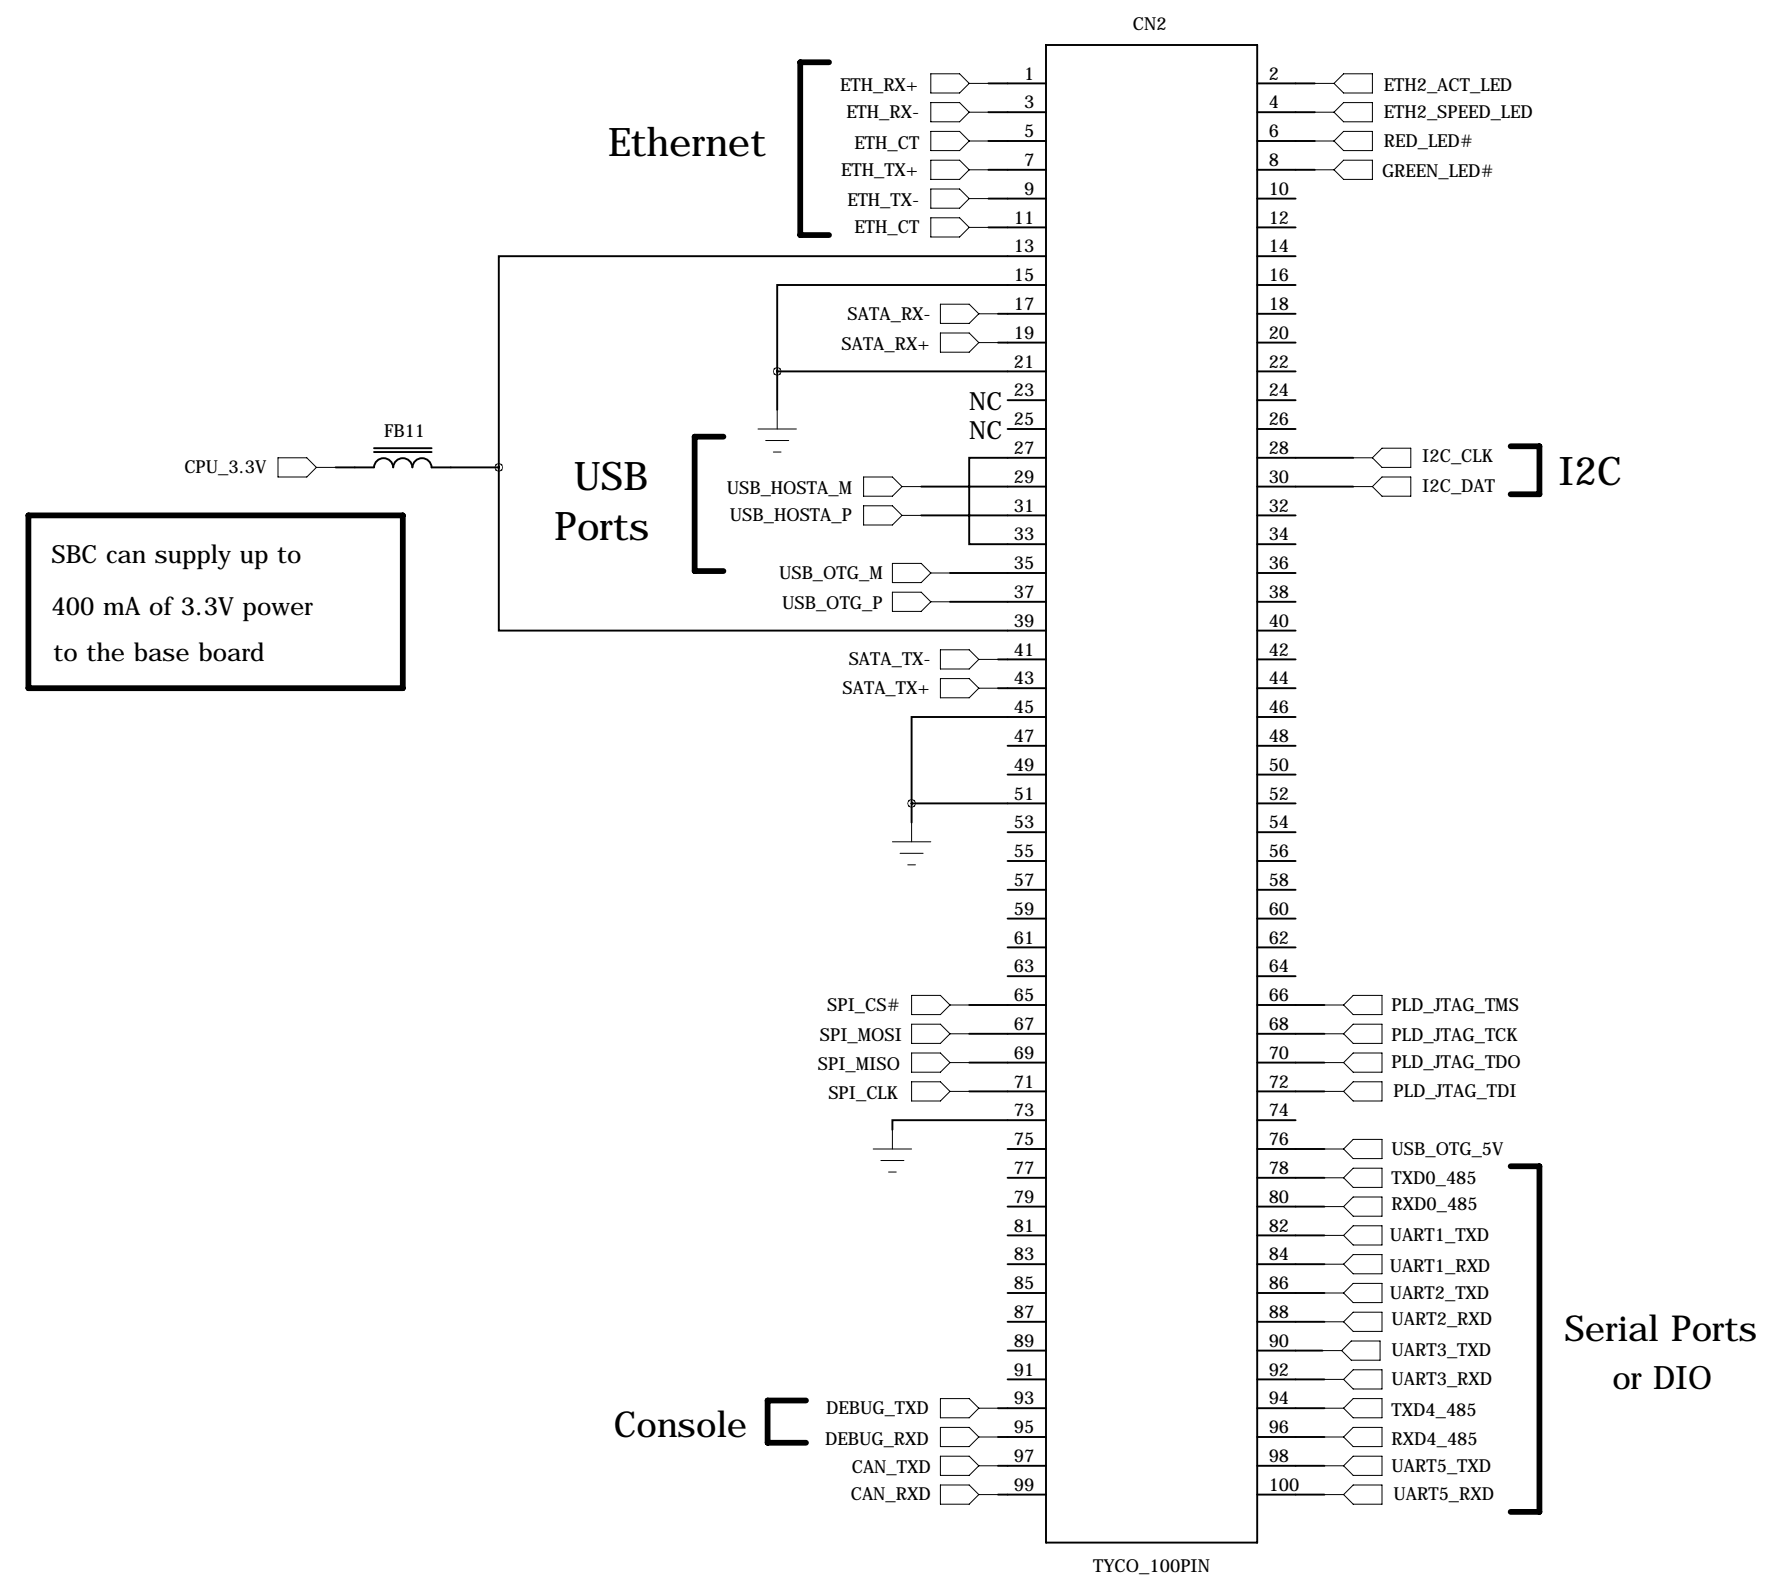 CN2
Ethernet
ETH_RX+ 1
ETH_RX- 3
ETH_CT 5
ETH_TX+ 7
ETH_TX- 9
ETH_CT 11
13
15
SATA_RX- 17
SATA_RX+ 19
21
NC 23
NC 25
27
USB Ports
USB_HOSTA_M 29
USB_HOSTA_P 31
33
USB_OTG_M 35
USB_OTG_P 37
39
FB11
CPU_3.3V
SBC can supply up to
400 mA of 3.3V power
to the base board
SATA_TX- 41
SATA_TX+ 43
45
47
49
51
53
55
57
59
61
63
SPI_CS# 65
SPI_MOSI 67
SPI_MISO 69
SPI_CLK 71
73
75
77
79
81
83
85
87
89
91
Console
DEBUG_TXD 93
DEBUG_RXD 95
CAN_TXD 97
CAN_RXD 99
2 ETH2_ACT_LED
4 ETH2_SPEED_LED
6 RED_LED#
8 GREEN_LED#
10
12
14
16
18
20
22
24
26
28 I2C_CLK
30 I2C_DAT
I2C
32
34
36
38
40
42
44
46
48
50
52
54
56
58
60
62
64
66 PLD_JTAG_TMS
68 PLD_JTAG_TCK
70 PLD_JTAG_TDO
72 PLD_JTAG_TDI
74
76 USB_OTG_5V
78 TXD0_485
80 RXD0_485
82 UART1_TXD
84 UART1_RXD
86 UART2_TXD
88 UART2_RXD
90 UART3_TXD
92 UART3_RXD
94 TXD4_485
96 RXD4_485
98 UART5_TXD
100 UART5_RXD
Serial Ports
or DIO
TYCO_100PIN